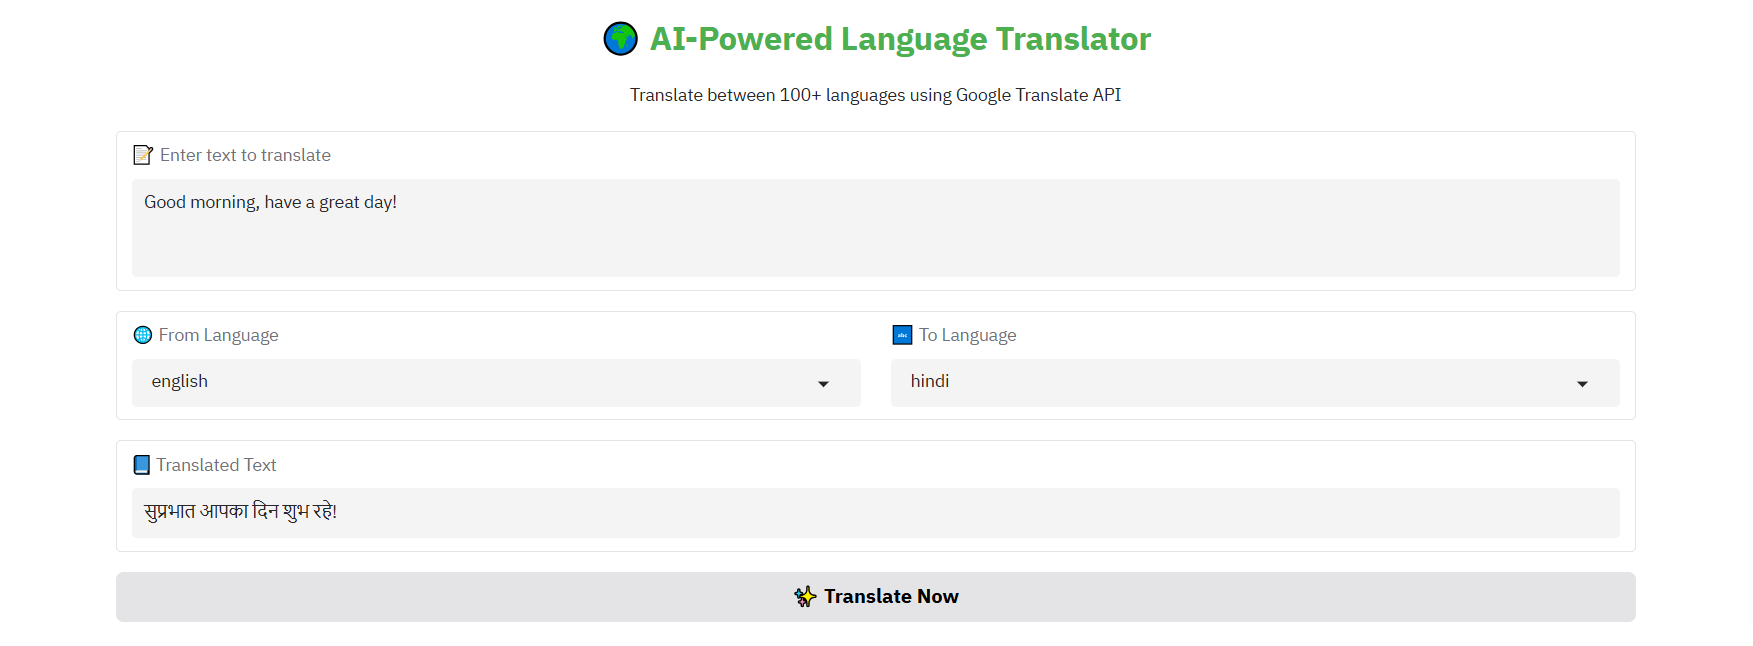 AI-Powered Language Translator
Translate between 100+ languages using Google Translate API
Enter text to translate
Good morning, have a great day!
From Language
To Language
english
hindi
Translated Text
सुप्रभात आपका दिन शुभ रहे!
Translate Now